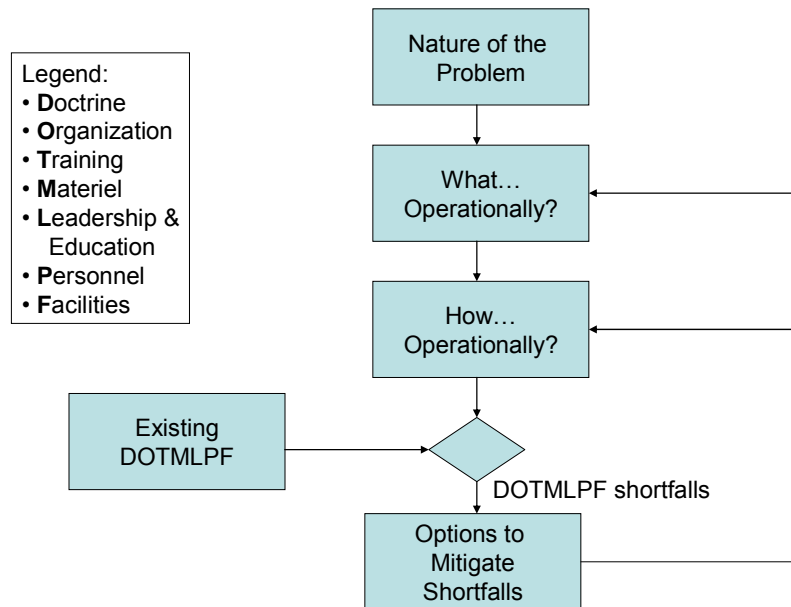 Legend:
• Doctrine
• Organization
• Training
• Materiel
• Leadership &
Education
• Personnel
• Facilities
Nature of the
Problem
What…
Operationally?
How…
Operationally?
Existing
DOTMLPF
DOTMLPF shortfalls
Options to
Mitigate
Shortfalls